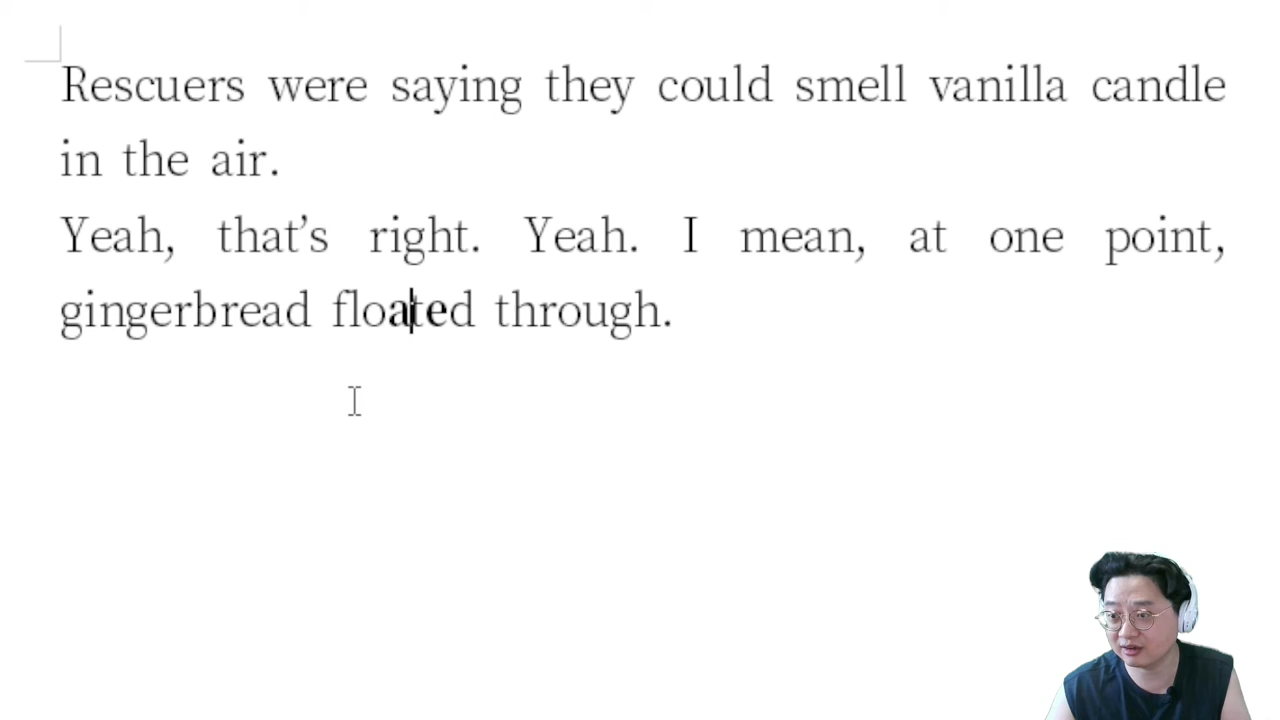 Rescuers were saying they could smell vanilla candle
in the air.
Yeah, that’s right. Yeah. I mean, at one point,
gingerbread floated through.